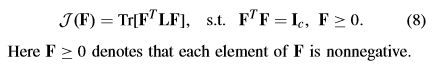 𝒥(F) = Tr[FᵀLF],   s.t.   FᵀF = I_c, F ≥ 0.   (8)
Here F ≥ 0 denotes that each element of F is nonnegative.